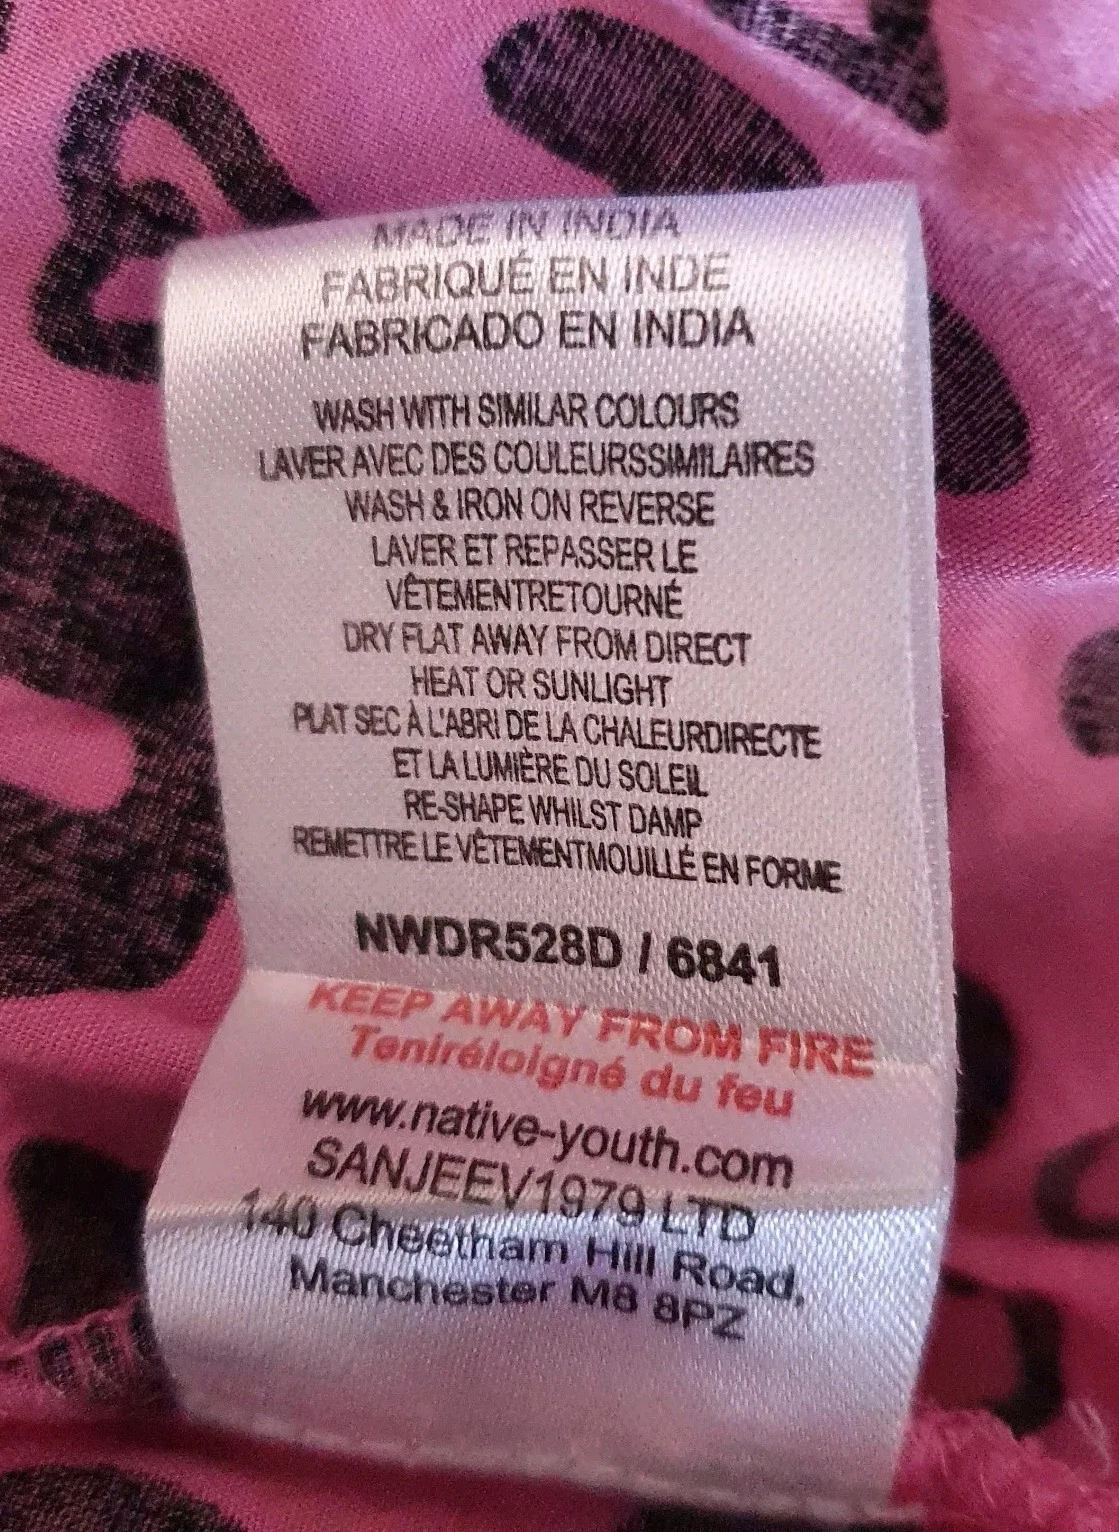 MADE IN INDIA
FABRIQUÉ EN INDE
FABRICADO EN INDIA
WASH WITH SIMILAR COLOURS
LAVER AVEC DES COULEURSSIMILAIRES
WASH & IRON ON REVERSE
LAVER ET REPASSER LE
VÊTEMENTRETOURNÉ
DRY FLAT AWAY FROM DIRECT
HEAT OR SUNLIGHT
PLAT SEC À L'ABRI DE LA CHALEURDIRECTE
ET LA LUMIÈRE DU SOLEIL
RE-SHAPE WHILST DAMP
REMETTRE LE VÊTEMENTMOUILLÉ EN FORME
NWDR528D / 6841
KEEP AWAY FROM FIRE
Teniréloigné du feu
www.native-youth.com
SANJEEV1979 LTD
140 Cheetham Hill Road,
Manchester M8 8PZ